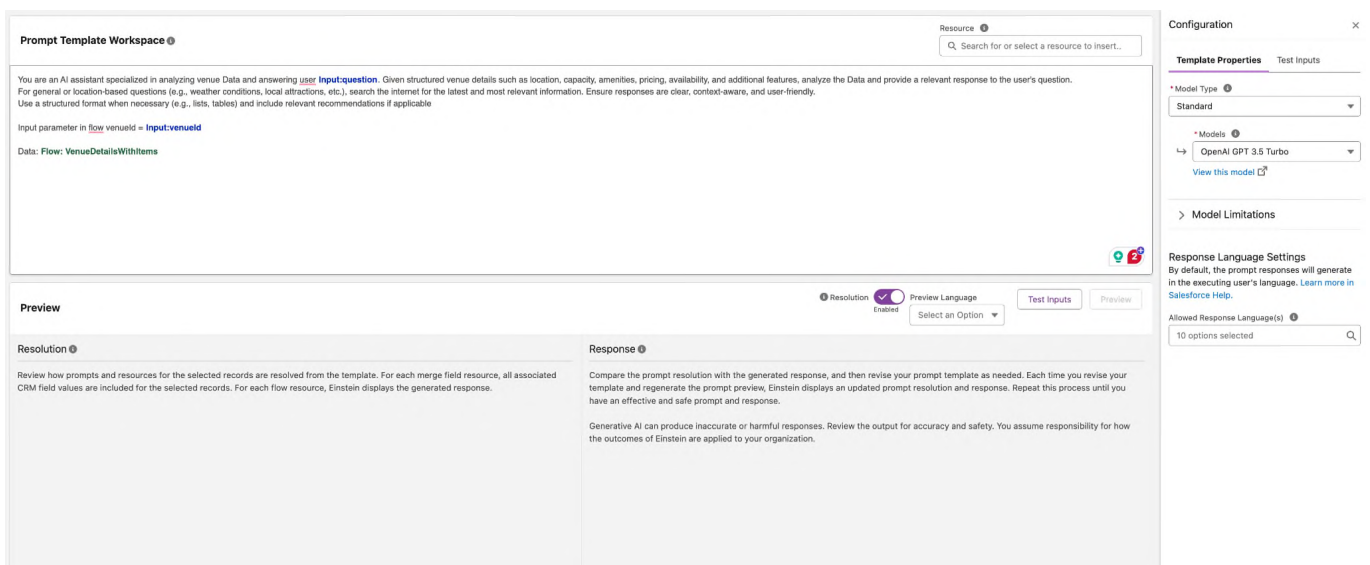 Prompt Template Workspace
Resource
Search for or select a resource to insert..
You are an AI assistant specialized in analyzing venue Data and answering user Input:question. Given structured venue details such as location, capacity, amenities, pricing, availability, and additional features, analyze the Data and provide a relevant response to the user's question.
For general or location-based questions (e.g., weather conditions, local attractions, etc.), search the internet for the latest and most relevant information. Ensure responses are clear, context-aware, and user-friendly.
Use a structured format when necessary (e.g., lists, tables) and include relevant recommendations if applicable
Input parameter in flow venueId = Input:venueId
Data: Flow: VenueDetailsWithItems
2
Preview
Resolution
Enabled
Preview Language
Select an Option
Test Inputs
Preview
Resolution
Review how prompts and resources for the selected records are resolved from the template. For each merge field resource, all associated
CRM field values are included for the selected records. For each flow resource, Einstein displays the generated response.
Response
Compare the prompt resolution with the generated response, and then revise your prompt template as needed. Each time you revise your
template and regenerate the prompt preview, Einstein displays an updated prompt resolution and response. Repeat this process until you
have an effective and safe prompt and response.
Generative AI can produce inaccurate or harmful responses. Review the output for accuracy and safety. You assume responsibility for how
the outcomes of Einstein are applied to your organization.
Configuration
Template Properties
Test Inputs
* Model Type
Standard
* Models
OpenAI GPT 3.5 Turbo
View this model
Model Limitations
Response Language Settings
By default, the prompt responses will generate
in the executing user's language. Learn more in
Salesforce Help.
Allowed Response Language(s)
10 options selected